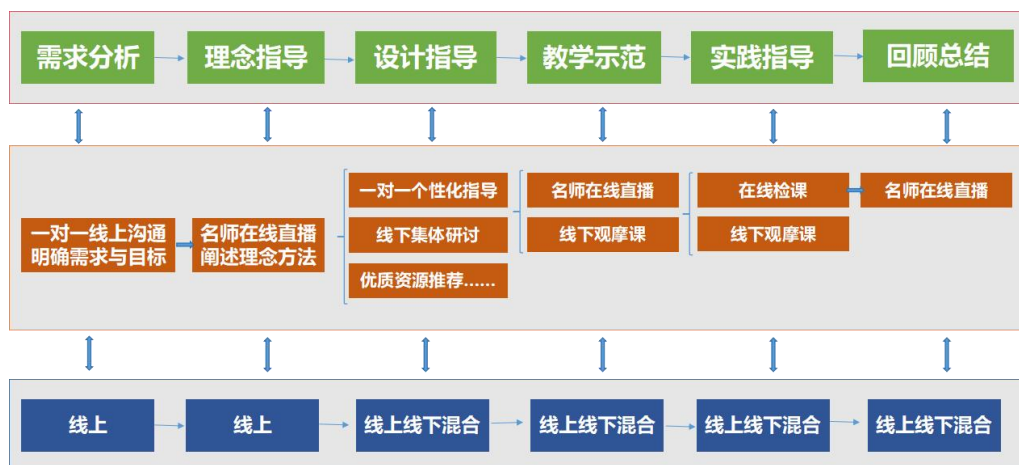 需求分析
理念指导
设计指导
教学示范
实践指导
回顾总结
一对一线上沟通
明确需求与目标
名师在线直播
阐述理念方法
一对一个性化指导
线下集体研讨
优质资源推荐……
名师在线直播
线下观摩课
在线检课
线下观摩课
名师在线直播
线上
线上
线上线下混合
线上线下混合
线上线下混合
线上线下混合